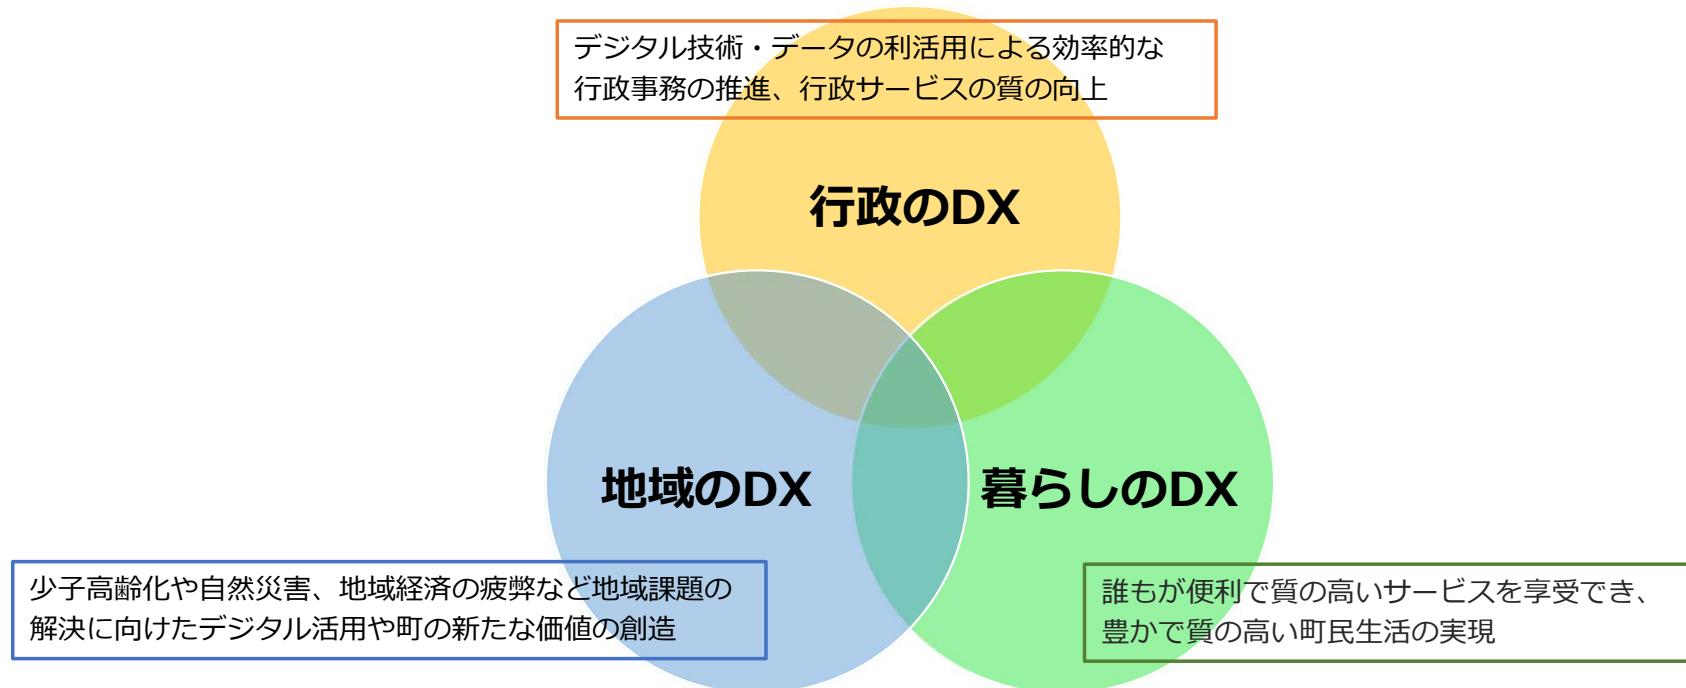 デジタル技術・データの利活用による効率的な
行政事務の推進、行政サービスの質の向上
行政のDX
地域のDX
暮らしのDX
少子高齢化や自然災害、地域経済の疲弊など地域課題の
解決に向けたデジタル活用や町の新たな価値の創造
誰もが便利で質の高いサービスを享受でき、
豊かで質の高い町民生活の実現